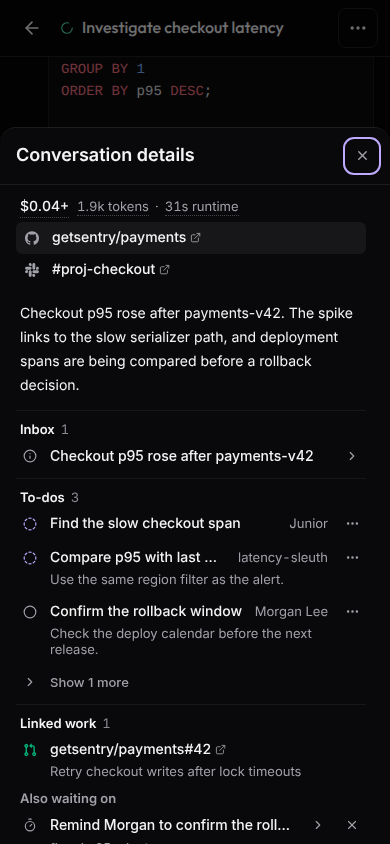 Investigate checkout latency
GROUP BY 1
ORDER BY p95 DESC;
Conversation details
$0.04+ 1.9k tokens · 31s runtime
getsentry/payments
#proj-checkout
Checkout p95 rose after payments-v42. The spike
links to the slow serializer path, and deployment
spans are being compared before a rollback
decision.
Inbox 1
Checkout p95 rose after payments-v42
To-dos 3
Find the slow checkout span Junior
Compare p95 with last ... latency-sleuth
Use the same region filter as the alert.
Confirm the rollback window Morgan Lee
Check the deploy calendar before the next
release.
Show 1 more
Linked work 1
getsentry/payments#42
Retry checkout writes after lock timeouts
Also waiting on
Remind Morgan to confirm the roll...